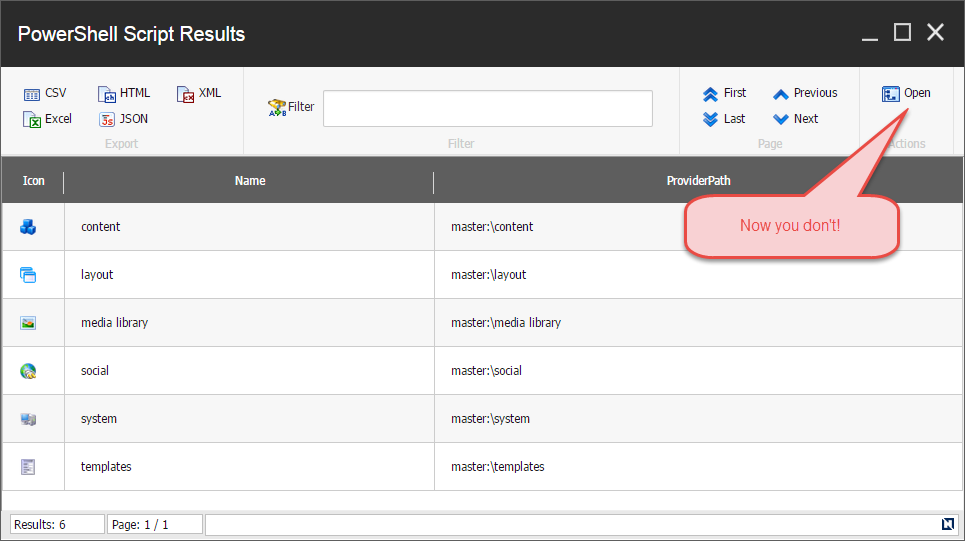 PowerShell Script Results
CSV HTML XML
Excel JSON
Export
Filter
Filter
First Previous
Last Next
Page
Open
Actions
Now you don't!
Icon Name ProviderPath
content master:\content
layout master:\layout
media library master:\media library
social master:\social
system master:\system
templates master:\templates
Results: 6 Page: 1 / 1